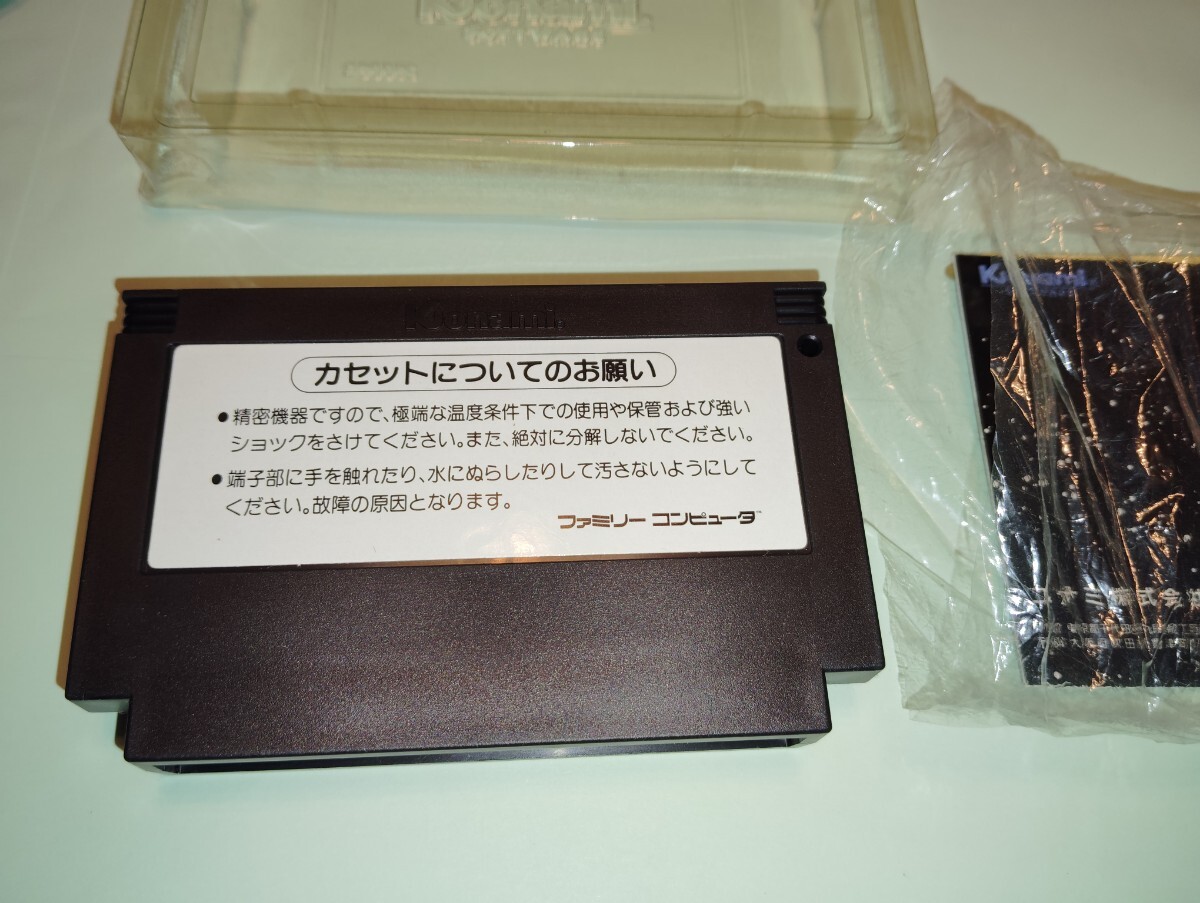 Konami
Konami
Konami.
カセットについてのお願い
●精密機器ですので、極端な温度条件下での使用や保管および強い
ショックをさけてください。また、絶対に分解しないでください。
●端子部に手を触れたり、水にぬらしたりして汚さないようにして
ください。故障の原因となります。
ファミリー コンピュータ™